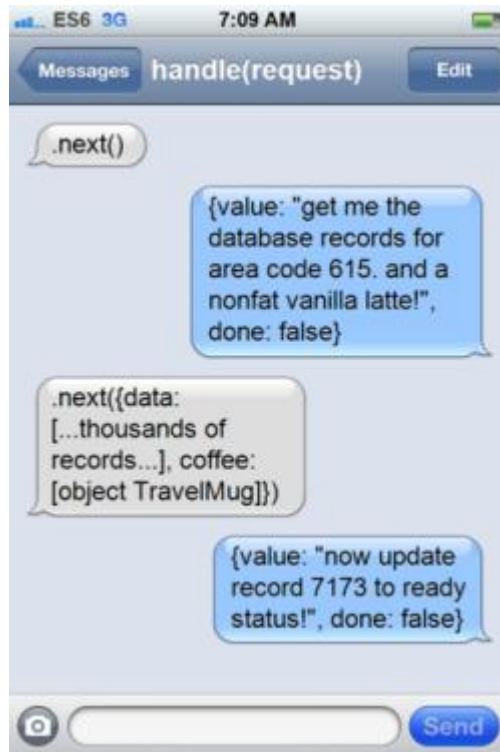 ES6 3G 7:09 AM
Messages handle(request) Edit
.next()
{value: "get me the
database records for
area code 615. and a
nonfat vanilla latte!",
done: false}
.next({data:
[...thousands of
records...], coffee:
[object TravelMug]})
{value: "now update
record 7173 to ready
status!", done: false}
Send